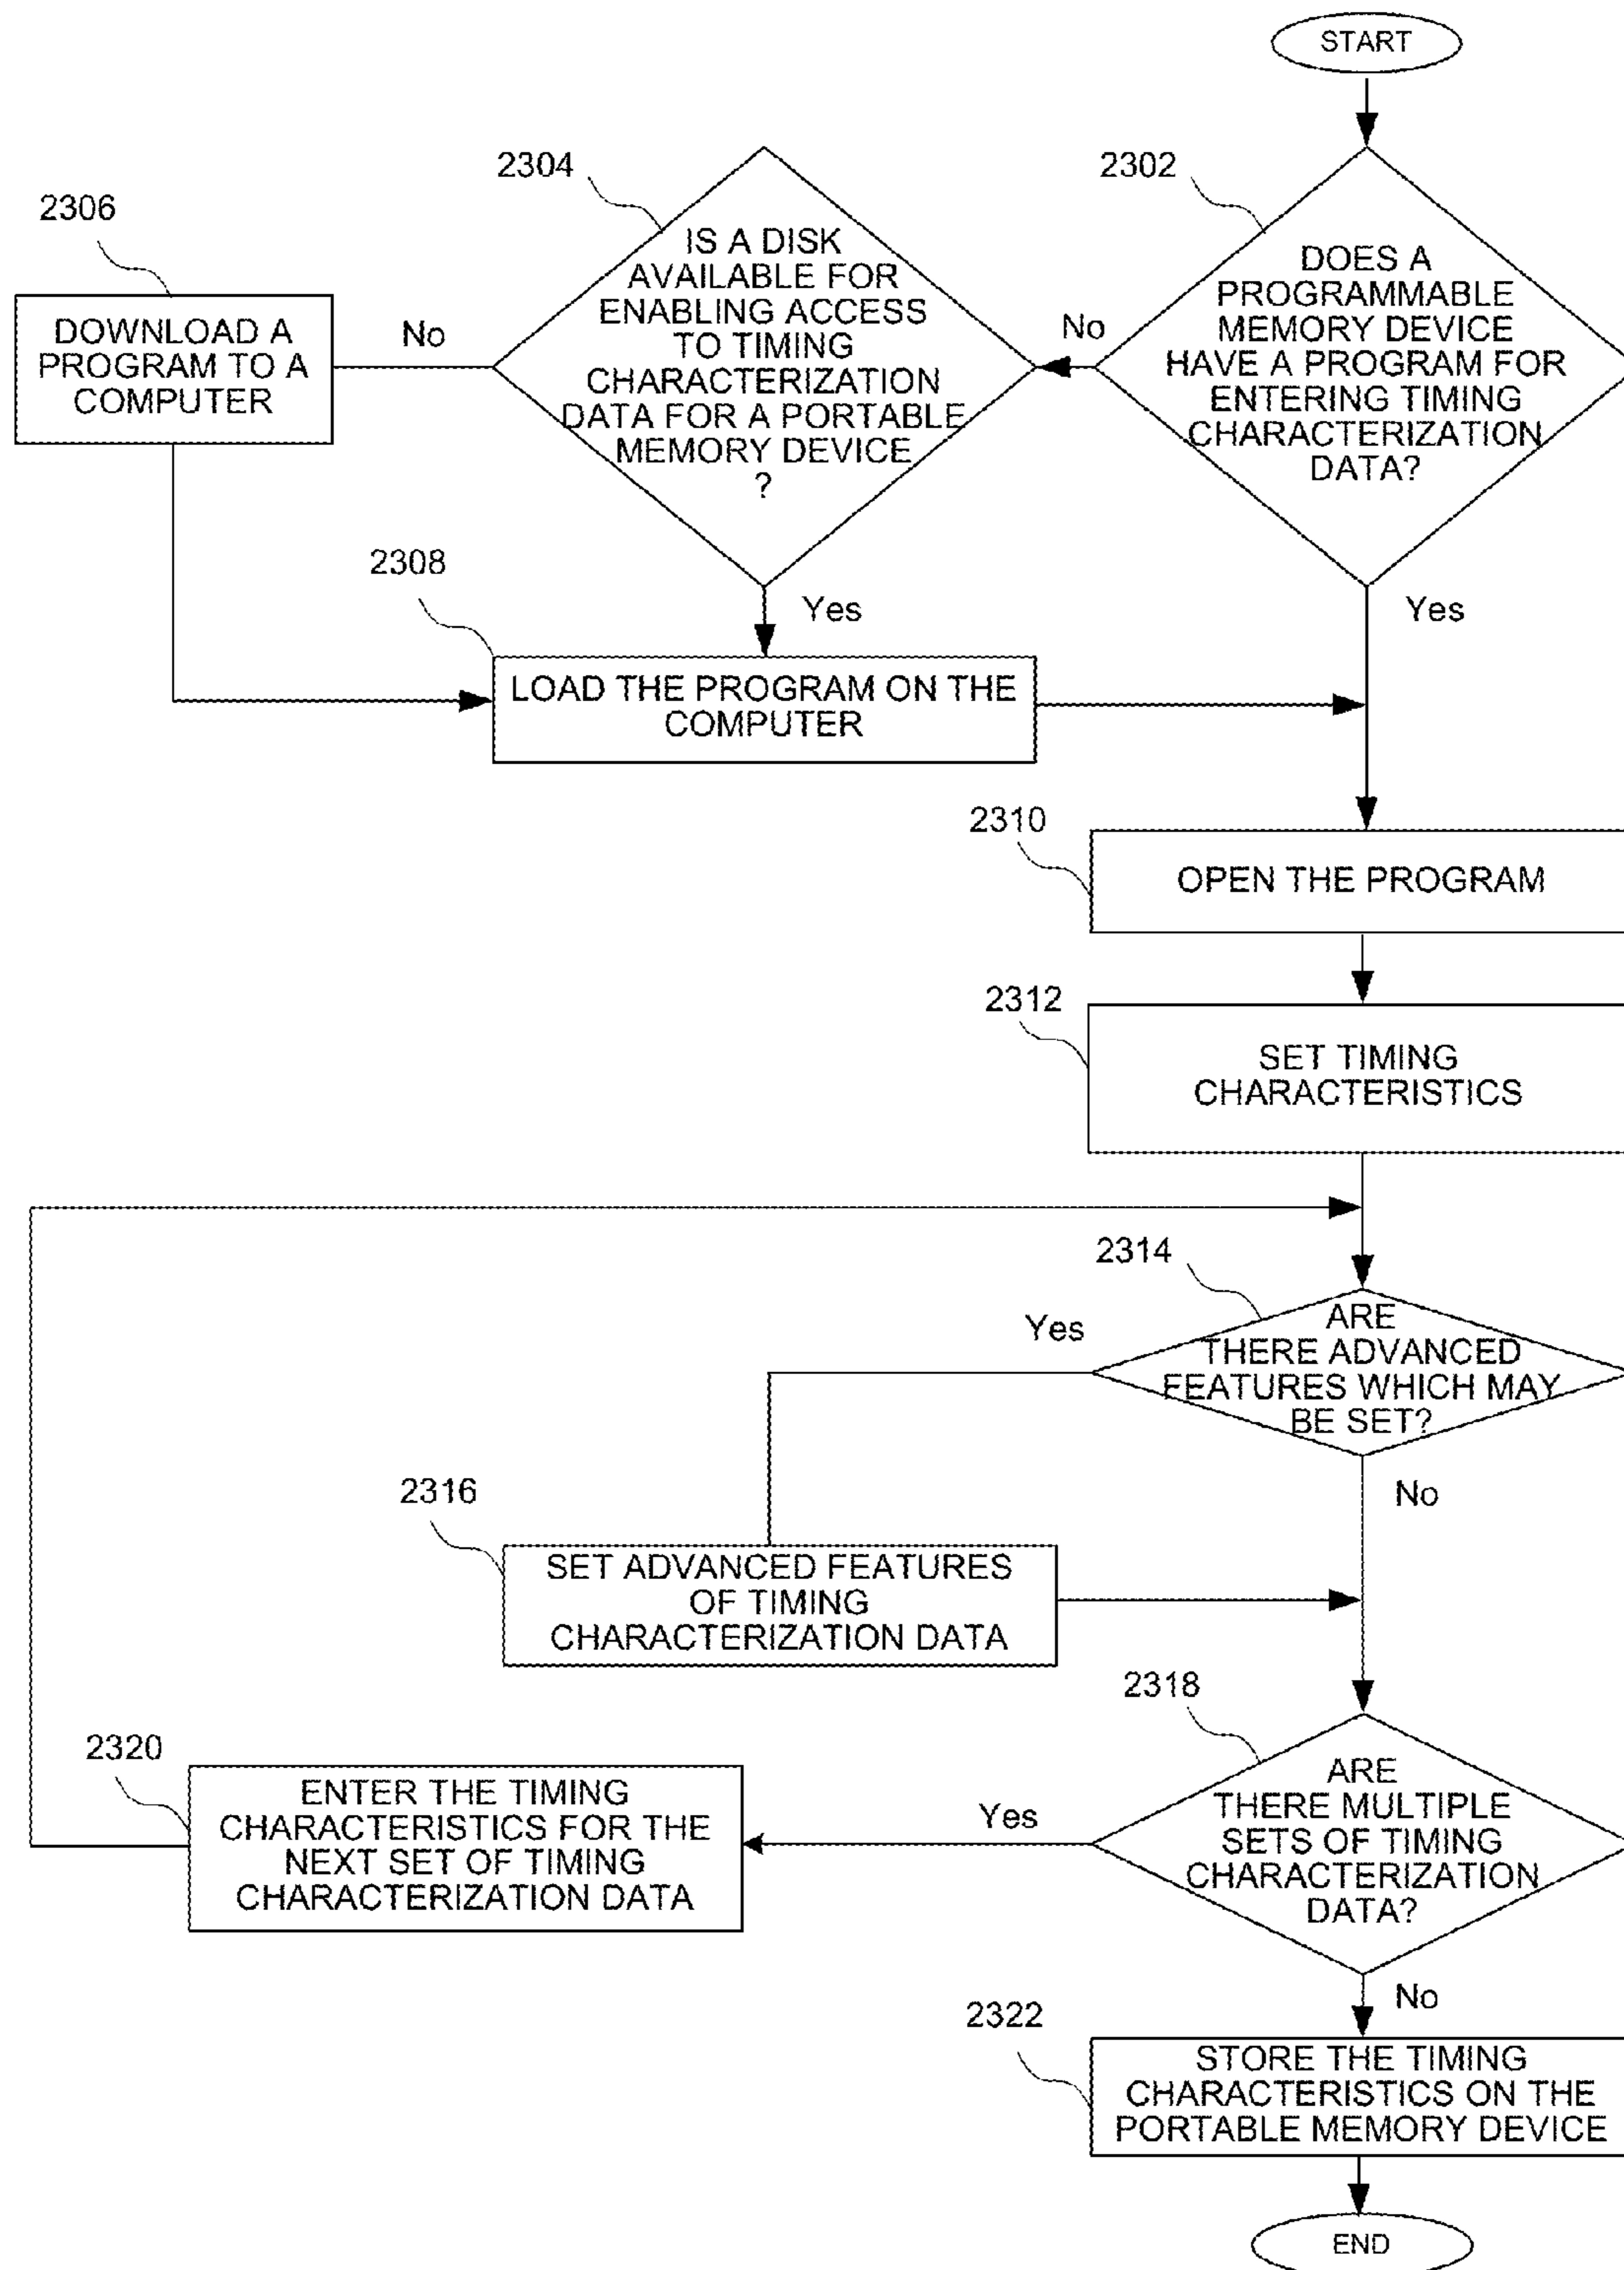 START
2302
DOES A
PROGRAMMABLE
MEMORY DEVICE
HAVE A PROGRAM FOR
ENTERING TIMING
CHARACTERIZATION
DATA?
No
Yes
2304
IS A DISK
AVAILABLE FOR
ENABLING ACCESS
TO TIMING
CHARACTERIZATION
DATA FOR A PORTABLE
MEMORY DEVICE
?
No
Yes
2306
DOWNLOAD A
PROGRAM TO A
COMPUTER
2308
LOAD THE PROGRAM ON THE
COMPUTER
2310
OPEN THE PROGRAM
2312
SET TIMING
CHARACTERISTICS
2314
ARE
THERE ADVANCED
FEATURES WHICH MAY
BE SET?
Yes
No
2316
SET ADVANCED FEATURES
OF TIMING
CHARACTERIZATION DATA
2318
ARE
THERE MULTIPLE
SETS OF TIMING
CHARACTERIZATION
DATA?
Yes
No
2320
ENTER THE TIMING
CHARACTERISTICS FOR THE
NEXT SET OF TIMING
CHARACTERIZATION DATA
2322
STORE THE TIMING
CHARACTERISTICS ON THE
PORTABLE MEMORY DEVICE
END